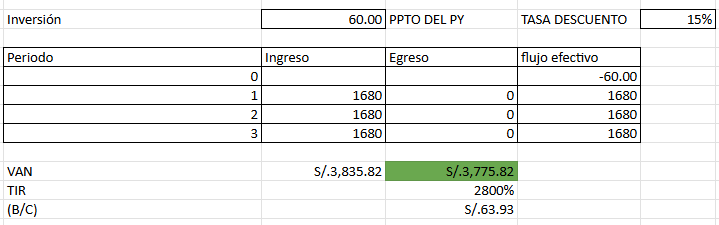 Inversión 60.00 PPTO DEL PY TASA DESCUENTO 15%
Periodo Ingreso Egreso flujo efectivo
0 -60.00
1 1680 0 1680
2 1680 0 1680
3 1680 0 1680
VAN S/.3,835.82 S/.3,775.82
TIR 2800%
(B/C) S/.63.93